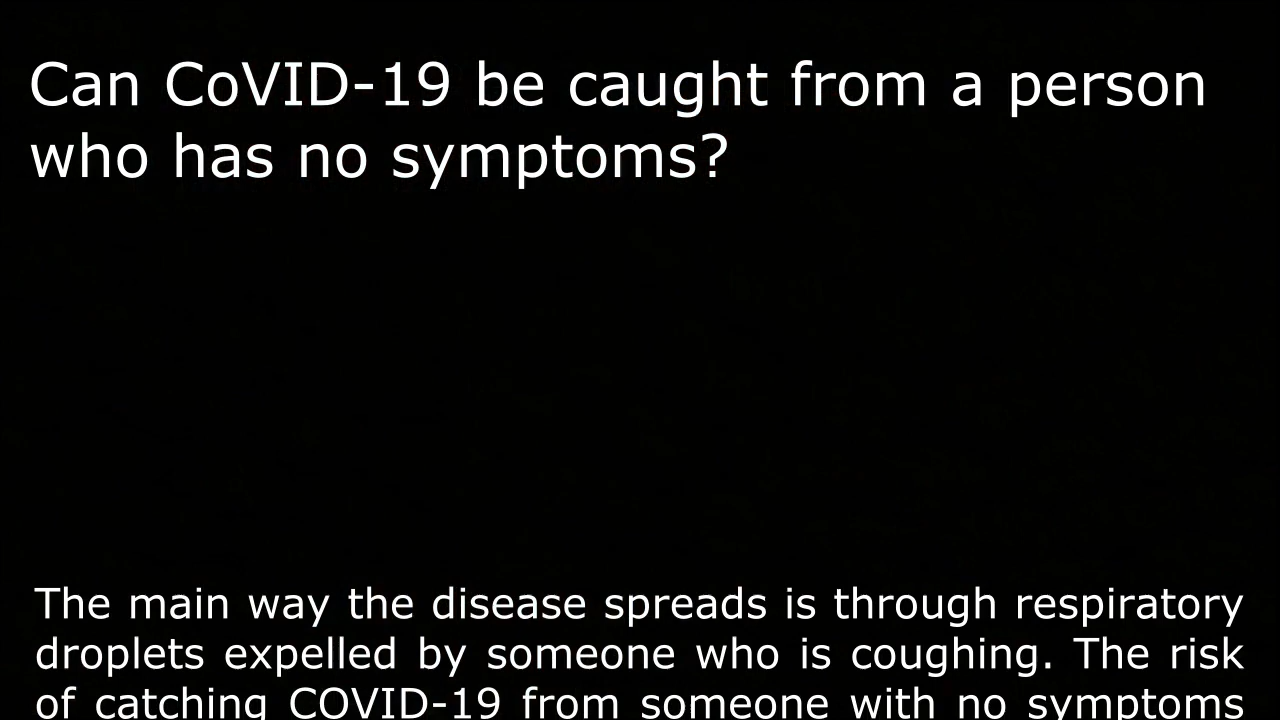 Can CoVID-19 be caught from a person
who has no symptoms?
The main way the disease spreads is through respiratory
droplets expelled by someone who is coughing. The risk
of catching COVID-19 from someone with no symptoms